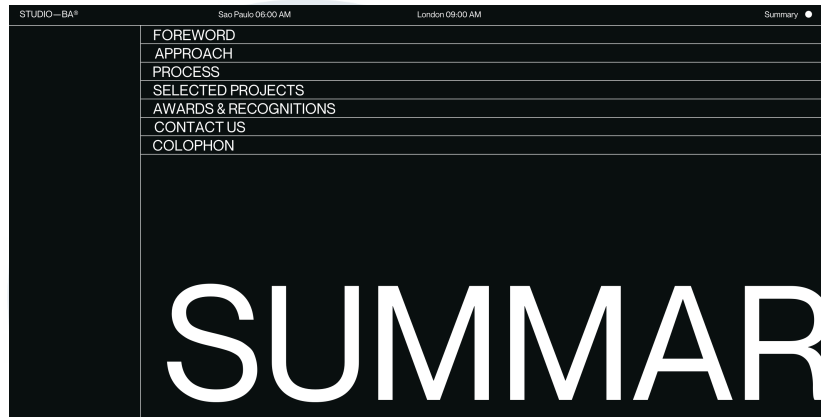 STUDIO—BA® Sao Paulo 06:00 AM London 09:00 AM Summary
FOREWORD
APPROACH
PROCESS
SELECTED PROJECTS
AWARDS & RECOGNITIONS
CONTACT US
COLOPHON
SUMMAR